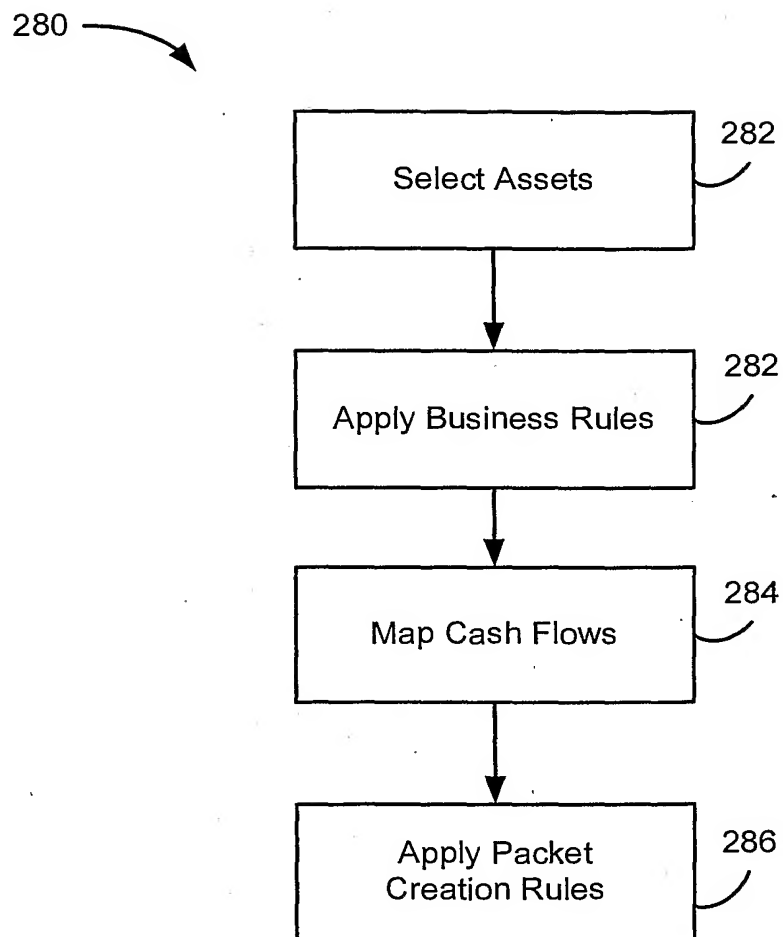 280
282
Select Assets
282
Apply Business Rules
284
Map Cash Flows
286
Apply Packet
Creation Rules